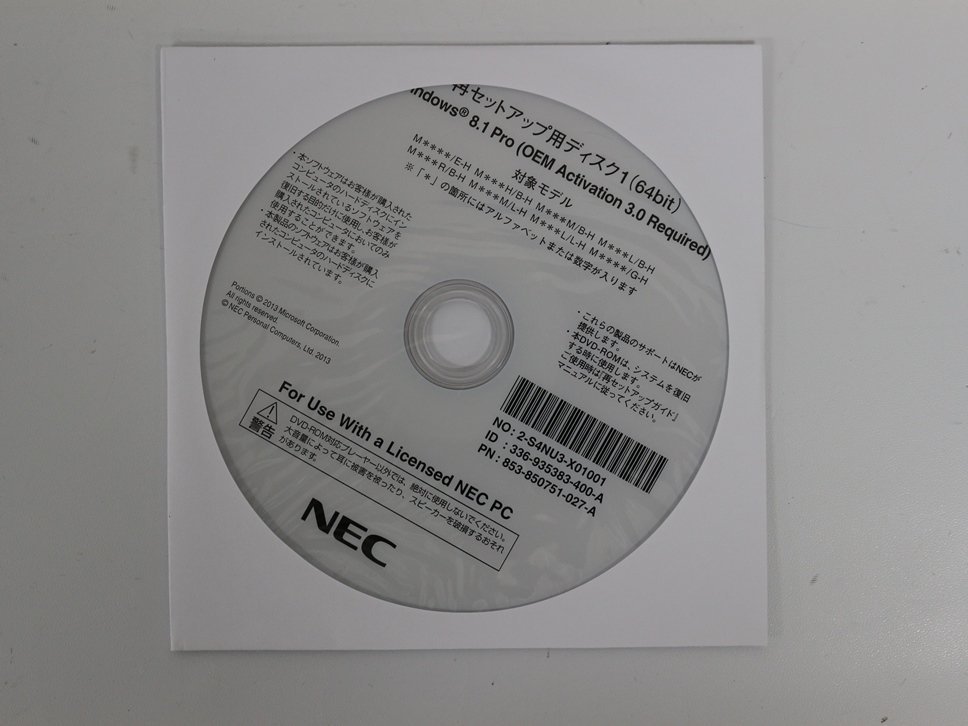 再セットアップ用ディスク1(64bit)
indows® 8.1 Pro (OEM Activation 3.0 Required)
対象モデル
M****/E-H M***H/B-H M***M/B-H M***L/B-H
M***R/B-H M***M/L-H M***L/L-H M****/G-H
※「*」の箇所にはアルファベットまたは数字が入ります
・本ソフトウェアはお客様が購入された
コンピュータのハードディスクにイン
ストールされているソフトウェアを
復旧する目的だけに使用しお客様が
購入されたコンピュータにおいてのみ
使用することができます。
・本製品のソフトウェアはお客様が購入
されたコンピュータのハードディスクに
インストールされています。
Portions © 2013 Microsoft Corporation.
All rights reserved.
© NEC Personal Computers, Ltd. 2013
・これらの製品のサポートはNECが
提供します。
・本DVD-ROMは、システムを復旧
する時に使用します。
ご使用時は『再セットアップガイド』
マニュアルに従ってください。
NO: 2-S4NU3-X01001
ID : 336-935383-400-A
PN : 853-850751-027-A
For Use With a Licensed NEC PC
警告
DVD-ROM対応プレーヤー以外では、絶対に使用しないでください。
大音量によって耳に被害を被ったり、スピーカーを破損するおそれ
があります。
NEC